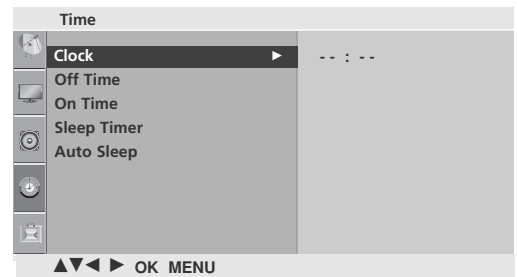 Time
Clock ► -- : --
Off Time
On Time
Sleep Timer
Auto Sleep
▲▼◄ ► OK MENU